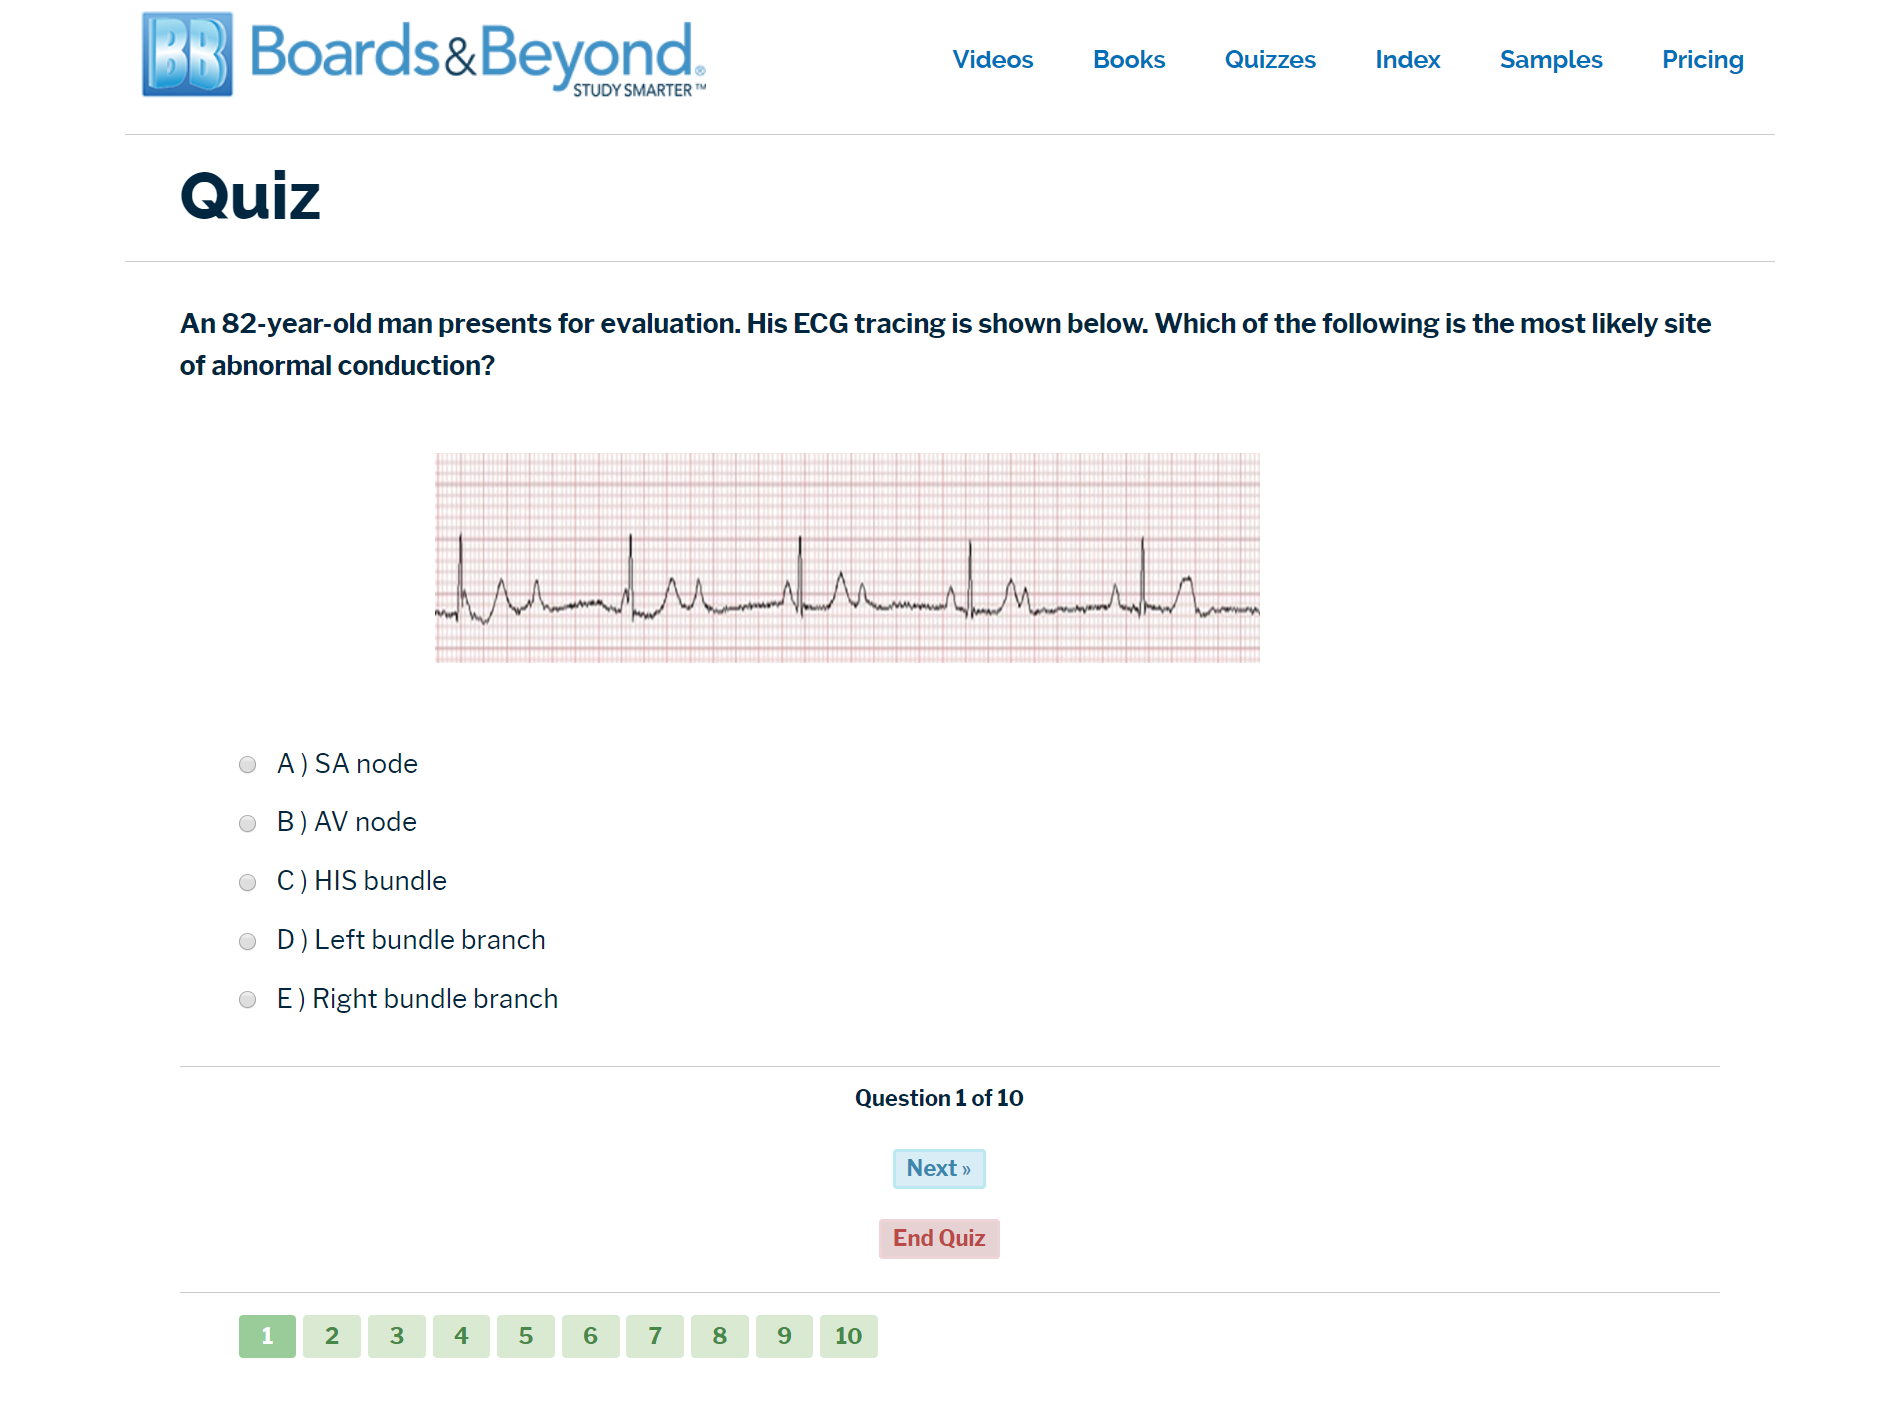 BB Boards&Beyond®
STUDY SMARTER™
Videos Books Quizzes Index Samples Pricing
Quiz
An 82-year-old man presents for evaluation. His ECG tracing is shown below. Which of the following is the most likely site
of abnormal conduction?
A ) SA node
B ) AV node
C ) HIS bundle
D ) Left bundle branch
E ) Right bundle branch
Question 1 of 10
Next »
End Quiz
1 2 3 4 5 6 7 8 9 10